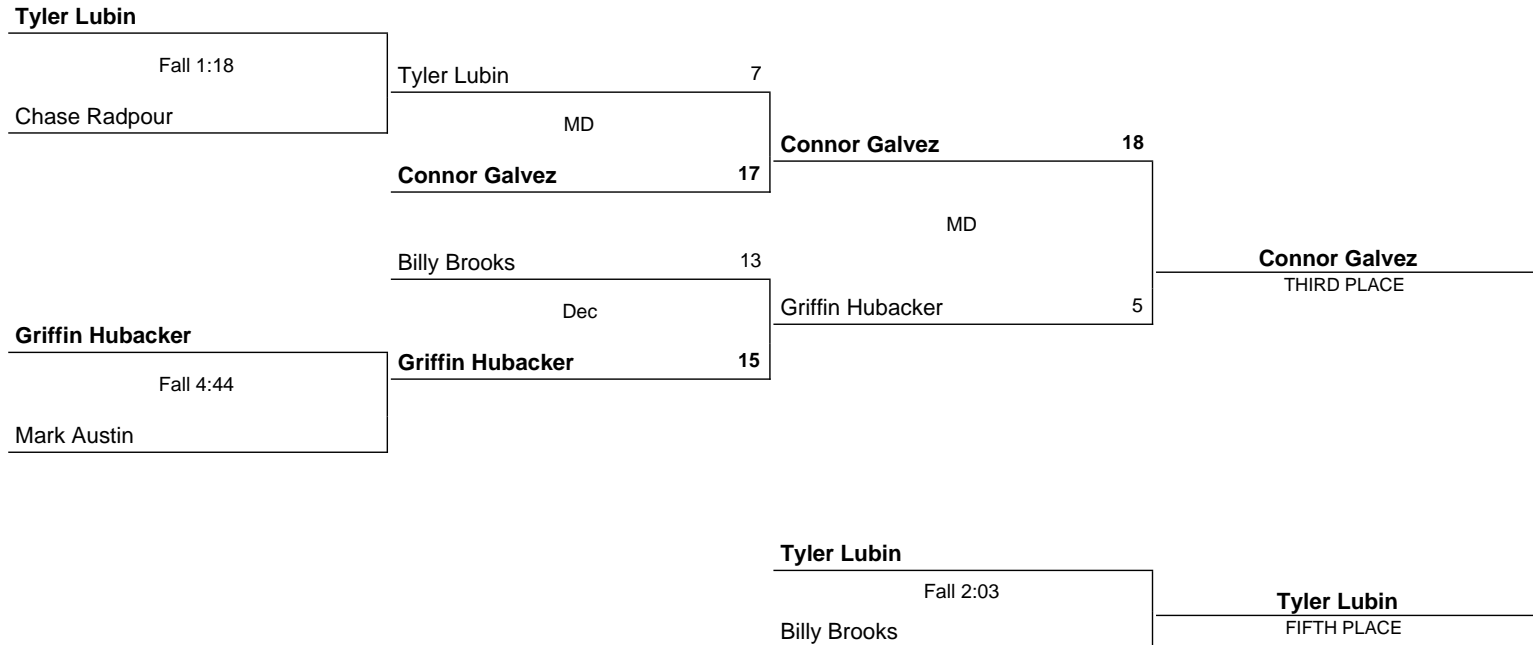 Tyler Lubin
Fall 1:18
Chase Radpour
Tyler Lubin 7
MD
Connor Galvez 17
Billy Brooks 13
Dec
Griffin Hubacker 15
Griffin Hubacker
Fall 4:44
Mark Austin
Connor Galvez 18
MD
Griffin Hubacker 5
Connor Galvez
THIRD PLACE
Tyler Lubin
Fall 2:03
Billy Brooks
Tyler Lubin
FIFTH PLACE